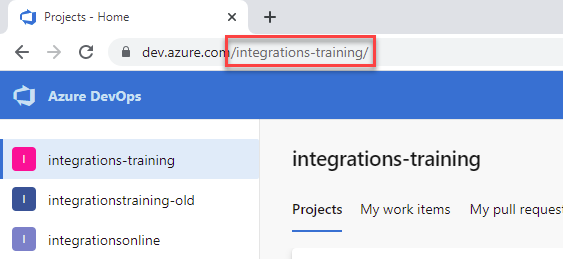 Projects - Home
dev.azure.com/integrations-training/
Azure DevOps
I integrations-training
I integrationstraining-old
I integrationsonline
integrations-training
Projects My work items My pull request